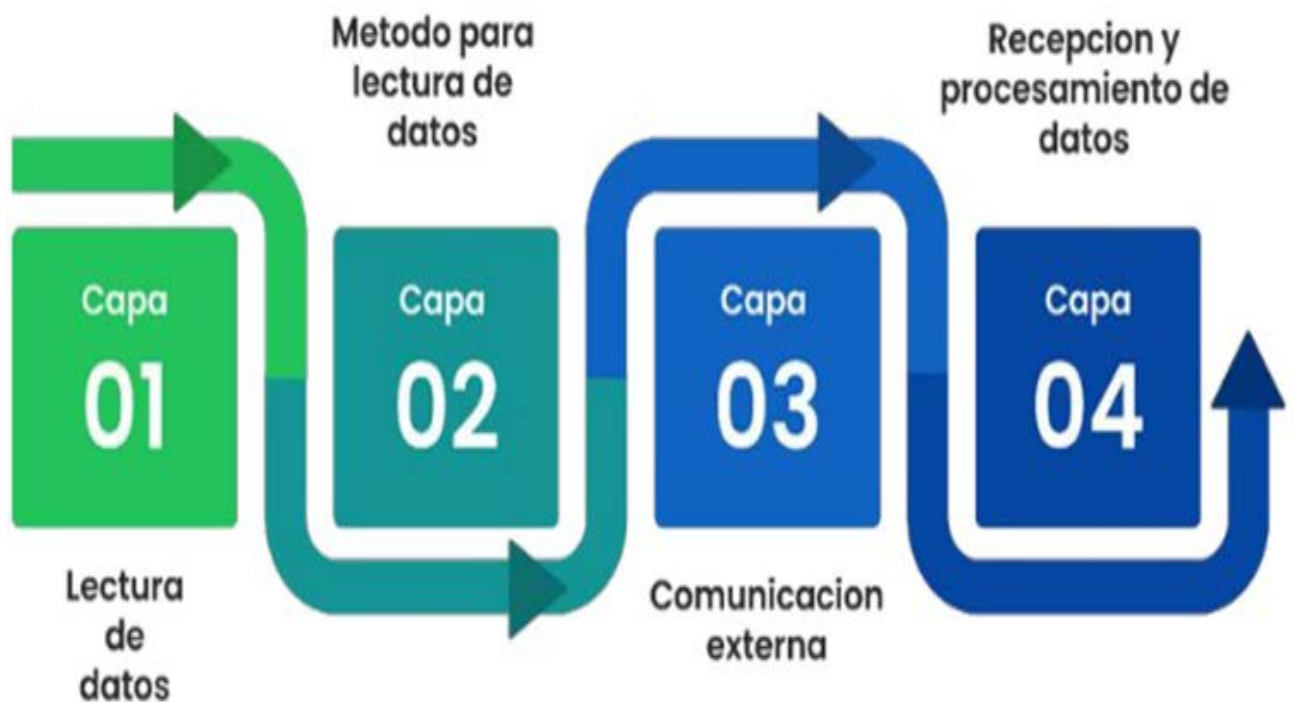 Capa
01
Lectura
de
datos
Metodo para
lectura de
datos
Capa
02
Capa
03
Comunicacion
externa
Recepcion y
procesamiento de
datos
Capa
04